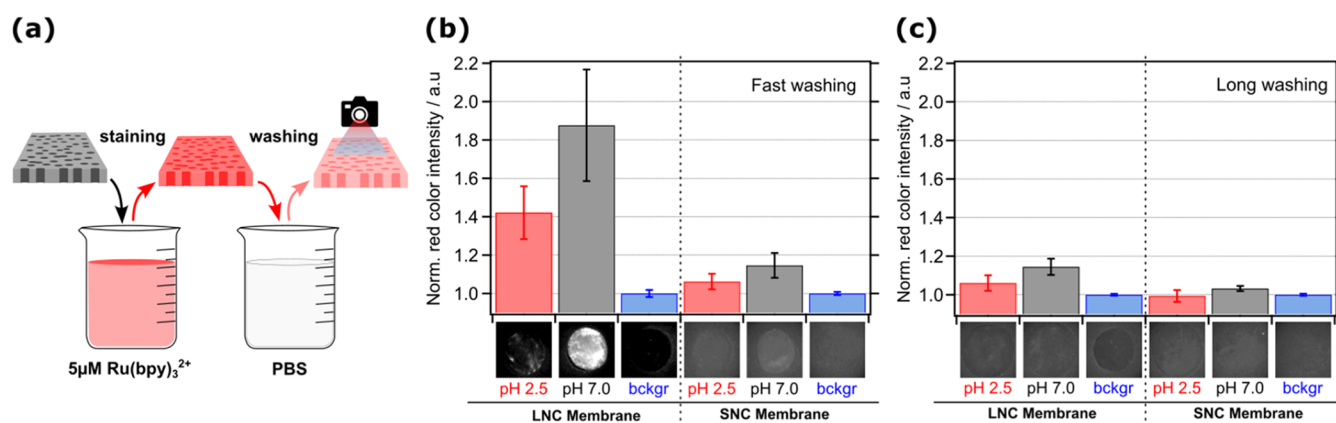 (a)
staining
washing
5µM Ru(bpy)₃²⁺
PBS
(b)
Norm. red color intensity / a.u
2.2
2.0
1.8
1.6
1.4
1.2
1.0
Fast washing
pH 2.5
pH 7.0
bckgr
pH 2.5
pH 7.0
bckgr
LNC Membrane
SNC Membrane
(c)
Norm. red color intensity / a.u
2.2
2.0
1.8
1.6
1.4
1.2
1.0
Long washing
pH 2.5
pH 7.0
bckgr
pH 2.5
pH 7.0
bckgr
LNC Membrane
SNC Membrane